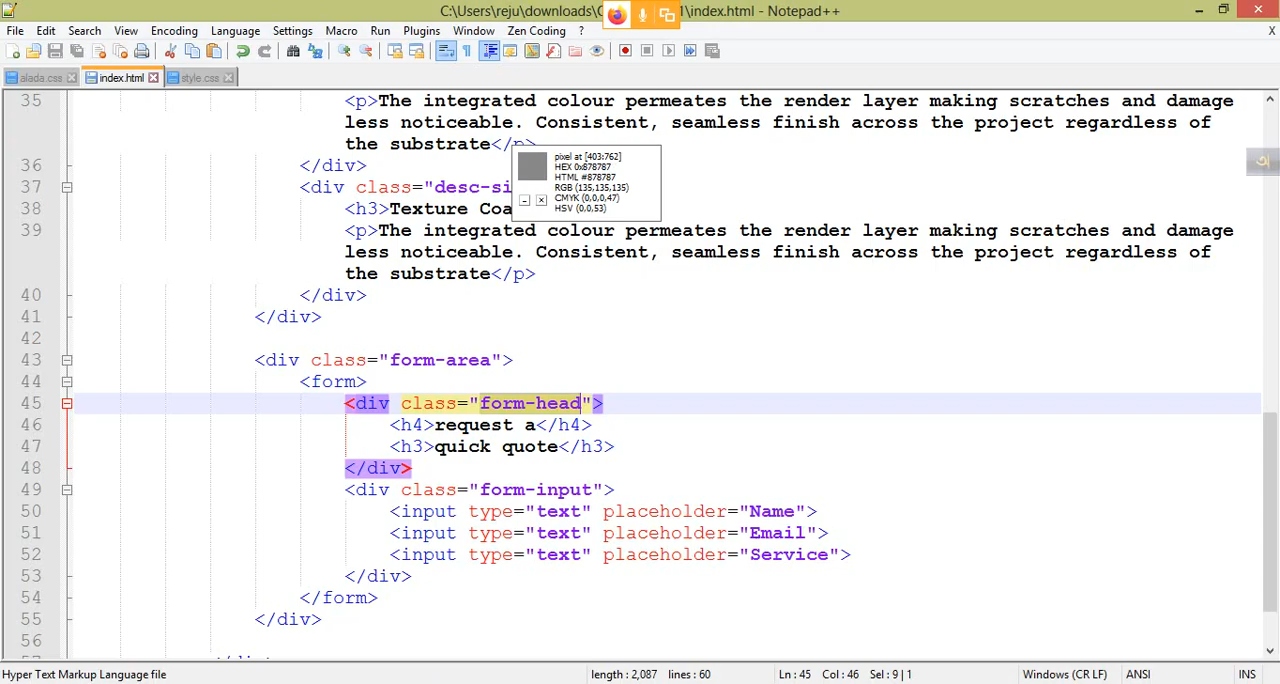 C:\Users\reju\downloads\C 1\index.html - Notepad++
File Edit Search View Encoding Language Settings Macro Run Plugins Window Zen Coding ? X
alada.css index.html style.css
35 <p>The integrated colour permeates the render layer making scratches and damage
less noticeable. Consistent, seamless finish across the project regardless of
the substrate</p>
36 </div>
37 <div class="desc-si
38 <h3>Texture Coa
39 <p>The integrated colour permeates the render layer making scratches and damage
less noticeable. Consistent, seamless finish across the project regardless of
the substrate</p>
40 </div>
41 </div>
42
43 <div class="form-area">
44 <form>
45 <div class="form-head">
46 <h4>request a</h4>
47 <h3>quick quote</h3>
48 </div>
49 <div class="form-input">
50 <input type="text" placeholder="Name">
51 <input type="text" placeholder="Email">
52 <input type="text" placeholder="Service">
53 </div>
54 </form>
55 </div>
56
pixel at [403:762]
HEX 0x878787
HTML #878787
RGB (135,135,135)
CMYK (0,0,0,47)
HSV (0,0,53)
অ
Hyper Text Markup Language file length : 2,087 lines : 60 Ln : 45 Col : 46 Sel : 9 | 1 Windows (CR LF) ANSI INS